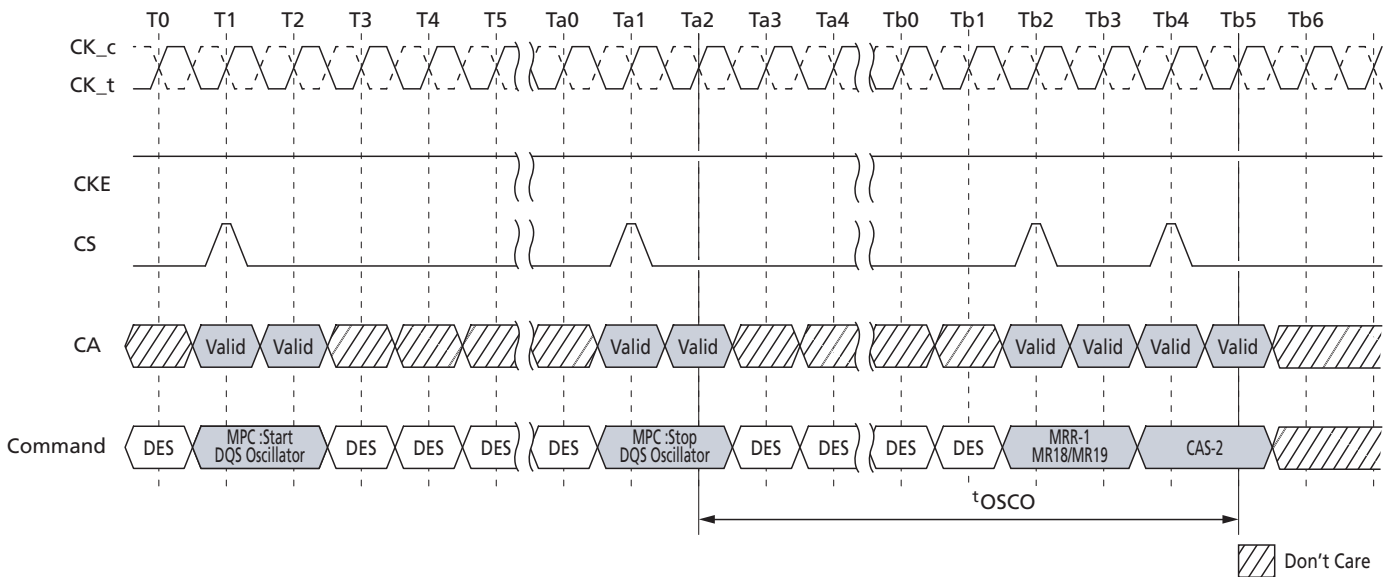 T0 T1 T2 T3 T4 T5 Ta0 Ta1 Ta2 Ta3 Ta4 Tb0 Tb1 Tb2 Tb3 Tb4 Tb5 Tb6
CK_c
CK_t
CKE
CS
CA Valid Valid Valid Valid Valid Valid Valid Valid
Command DES MPC :Start DES DES DES DES MPC :Stop DES DES DES DES MRR-1 CAS-2
DQS Oscillator DQS Oscillator MR18/MR19
tOSCO
Don't Care